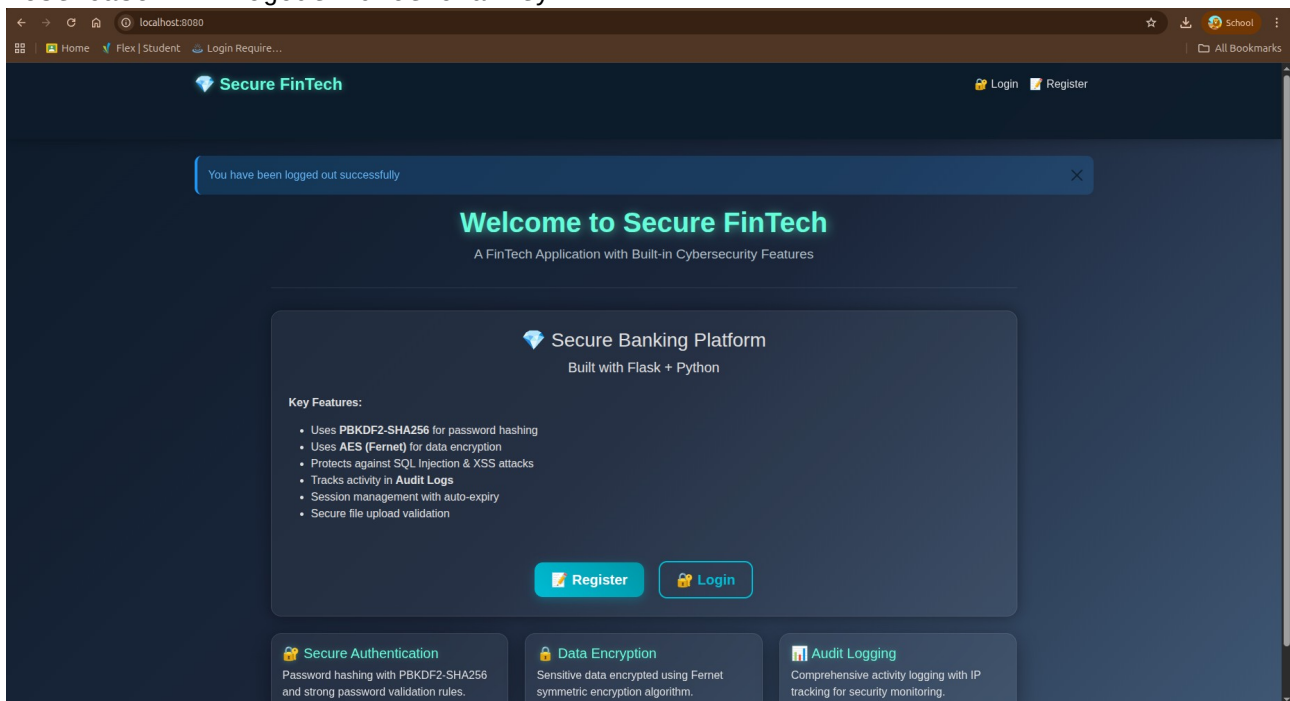 localhost:8080
School
Home
Flex | Student
Login Require...
All Bookmarks
Secure FinTech
Login
Register
You have been logged out successfully
Welcome to Secure FinTech
A FinTech Application with Built-in Cybersecurity Features
Secure Banking Platform
Built with Flask + Python
Key Features:
• Uses PBKDF2-SHA256 for password hashing
• Uses AES (Fernet) for data encryption
• Protects against SQL Injection & XSS attacks
• Tracks activity in Audit Logs
• Session management with auto-expiry
• Secure file upload validation
Register
Login
Secure Authentication
Password hashing with PBKDF2-SHA256
and strong password validation rules.
Data Encryption
Sensitive data encrypted using Fernet
symmetric encryption algorithm.
Audit Logging
Comprehensive activity logging with IP
tracking for security monitoring.